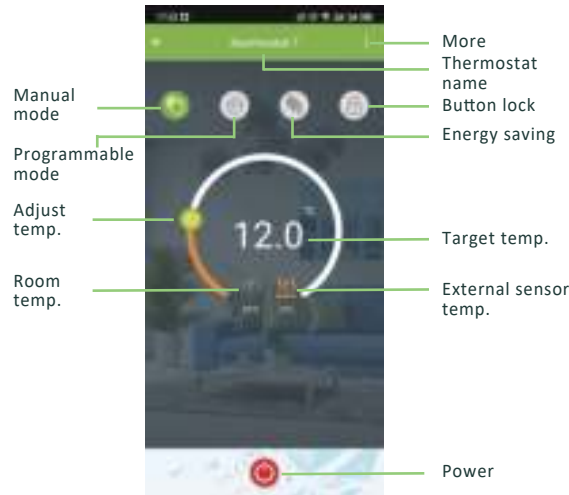 More
Thermostat
name
Manual
mode
Button lock
Energy saving
Programmable
mode
Adjust
temp.
12.0
°C
Target temp.
Room
temp.
External sensor
temp.
Power